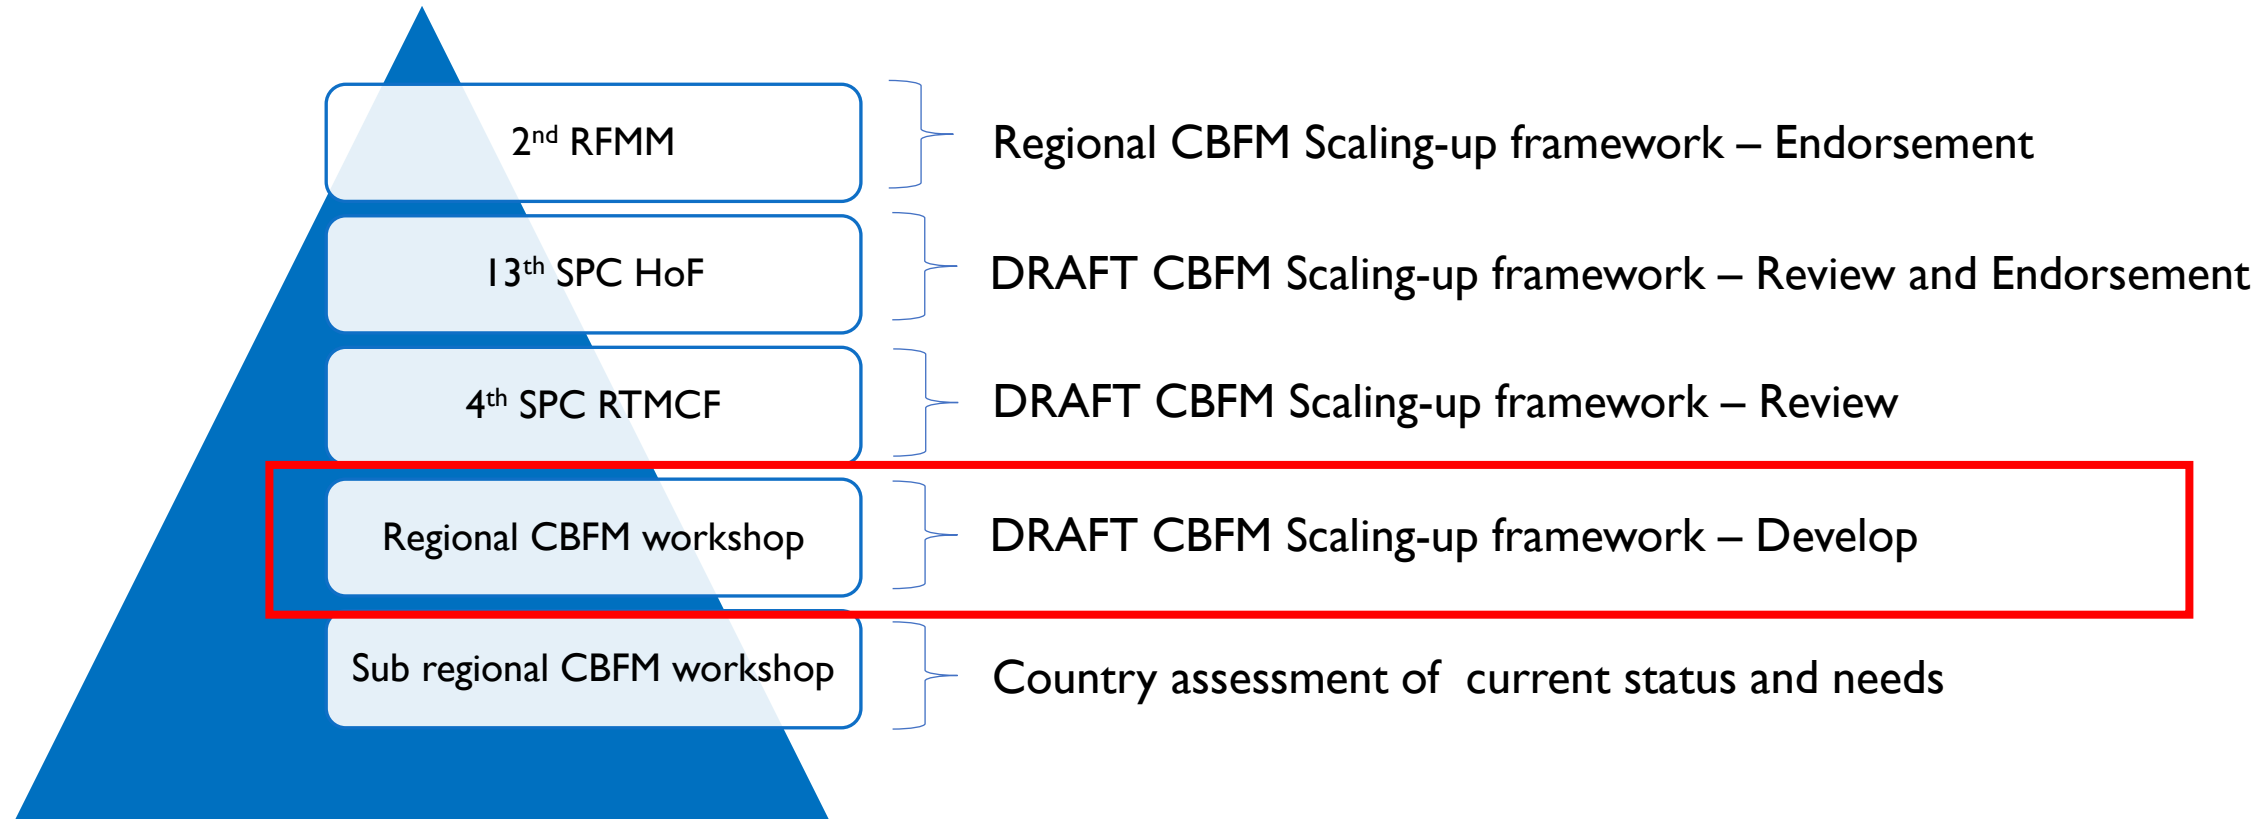 2nd RFMM
Regional CBFM Scaling-up framework – Endorsement
13th SPC HoF
DRAFT CBFM Scaling-up framework – Review and Endorsement
4th SPC RTMCF
DRAFT CBFM Scaling-up framework – Review
Regional CBFM workshop
DRAFT CBFM Scaling-up framework – Develop
Sub regional CBFM workshop
Country assessment of  current status and needs